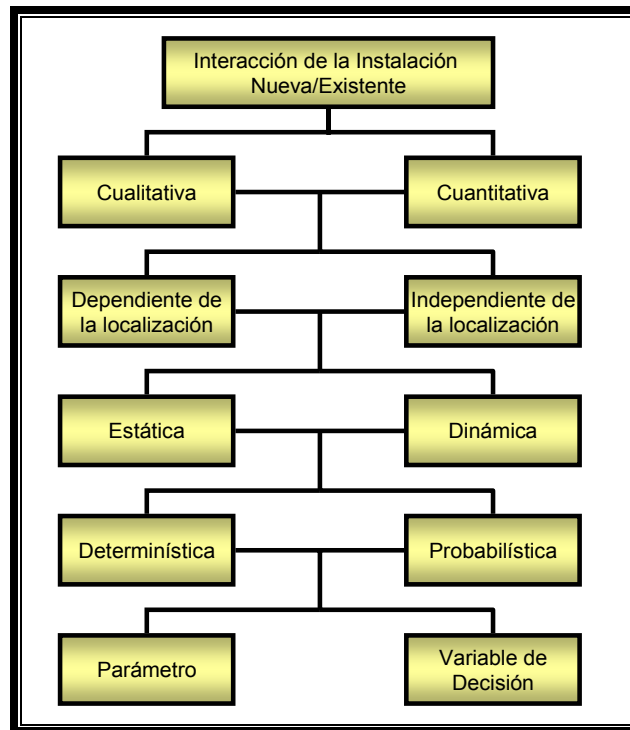 Interacción de la Instalación
Nueva/Existente
Cualitativa
Cuantitativa
Dependiente de
la localización
Independiente de
la localización
Estática
Dinámica
Determinística
Probabilística
Parámetro
Variable de
Decisión